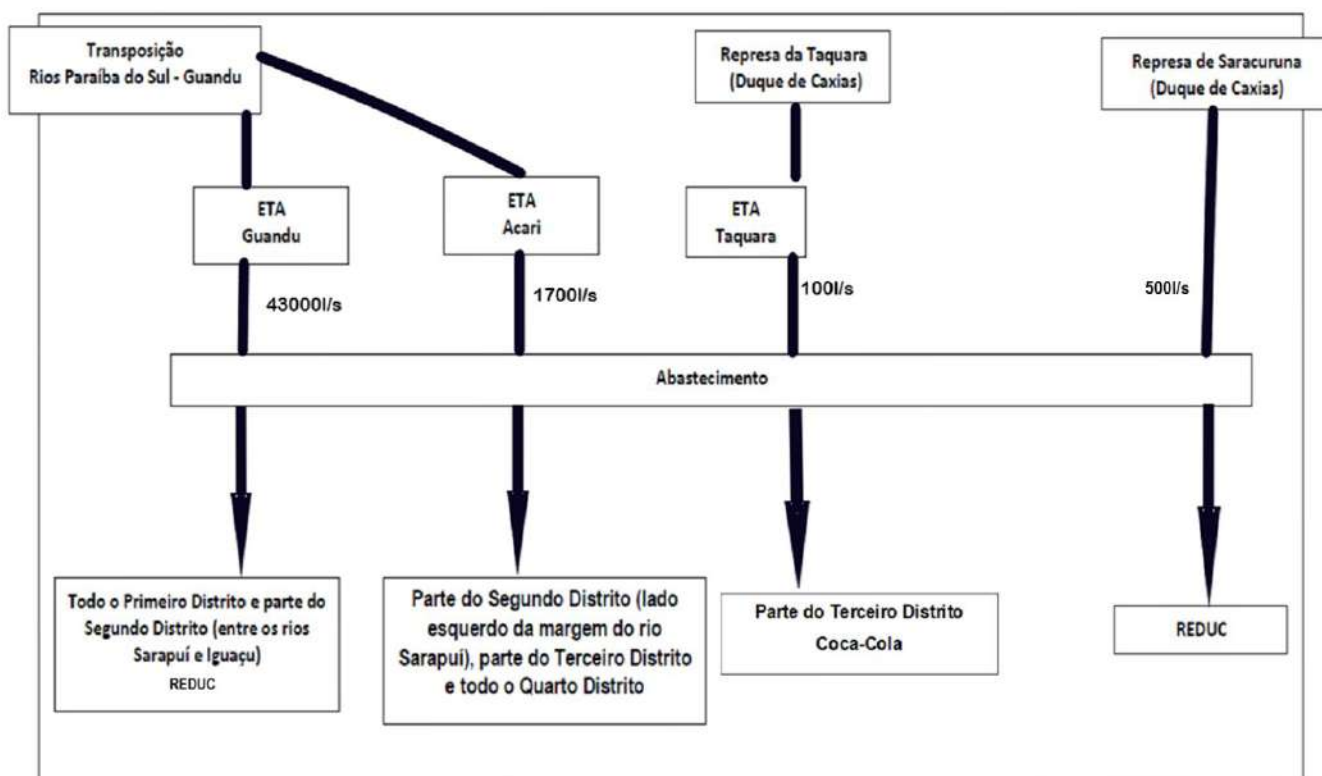 Transposição
Rios Paraíba do Sul - Guandu
Represa da Taquara
(Duque de Caxias)
Represa de Saracuruna
(Duque de Caxias)
ETA
Guandu
ETA
Acari
ETA
Taquara
43000l/s
1700l/s
100l/s
500l/s
Abastecimento
Todo o Primeiro Distrito e parte do
Segundo Distrito (entre os rios
Sarapuí e Iguaçu)
REDUC
Parte do Segundo Distrito (lado
esquerdo da margem do rio
Sarapuí), parte do Terceiro Distrito
e todo o Quarto Distrito
Parte do Terceiro Distrito
Coca-Cola
REDUC